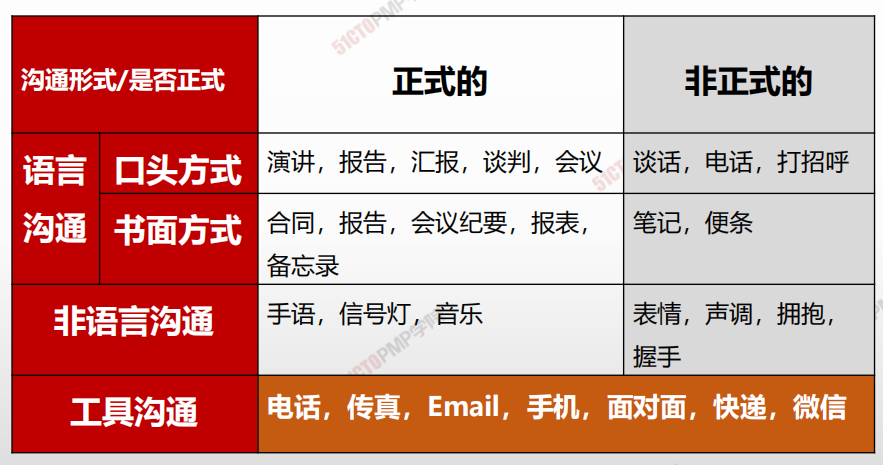 51CTOPMP学院
沟通形式/是否正式
正式的
非正式的
语言
沟通
口头方式
演讲，报告，汇报，谈判，会议
谈话，电话，打招呼
书面方式
合同，报告，会议纪要，报表，
备忘录
笔记，便条
非语言沟通
手语，信号灯，音乐
表情，声调，拥抱，
握手
工具沟通
电话，传真，Email，手机，面对面，快递，微信